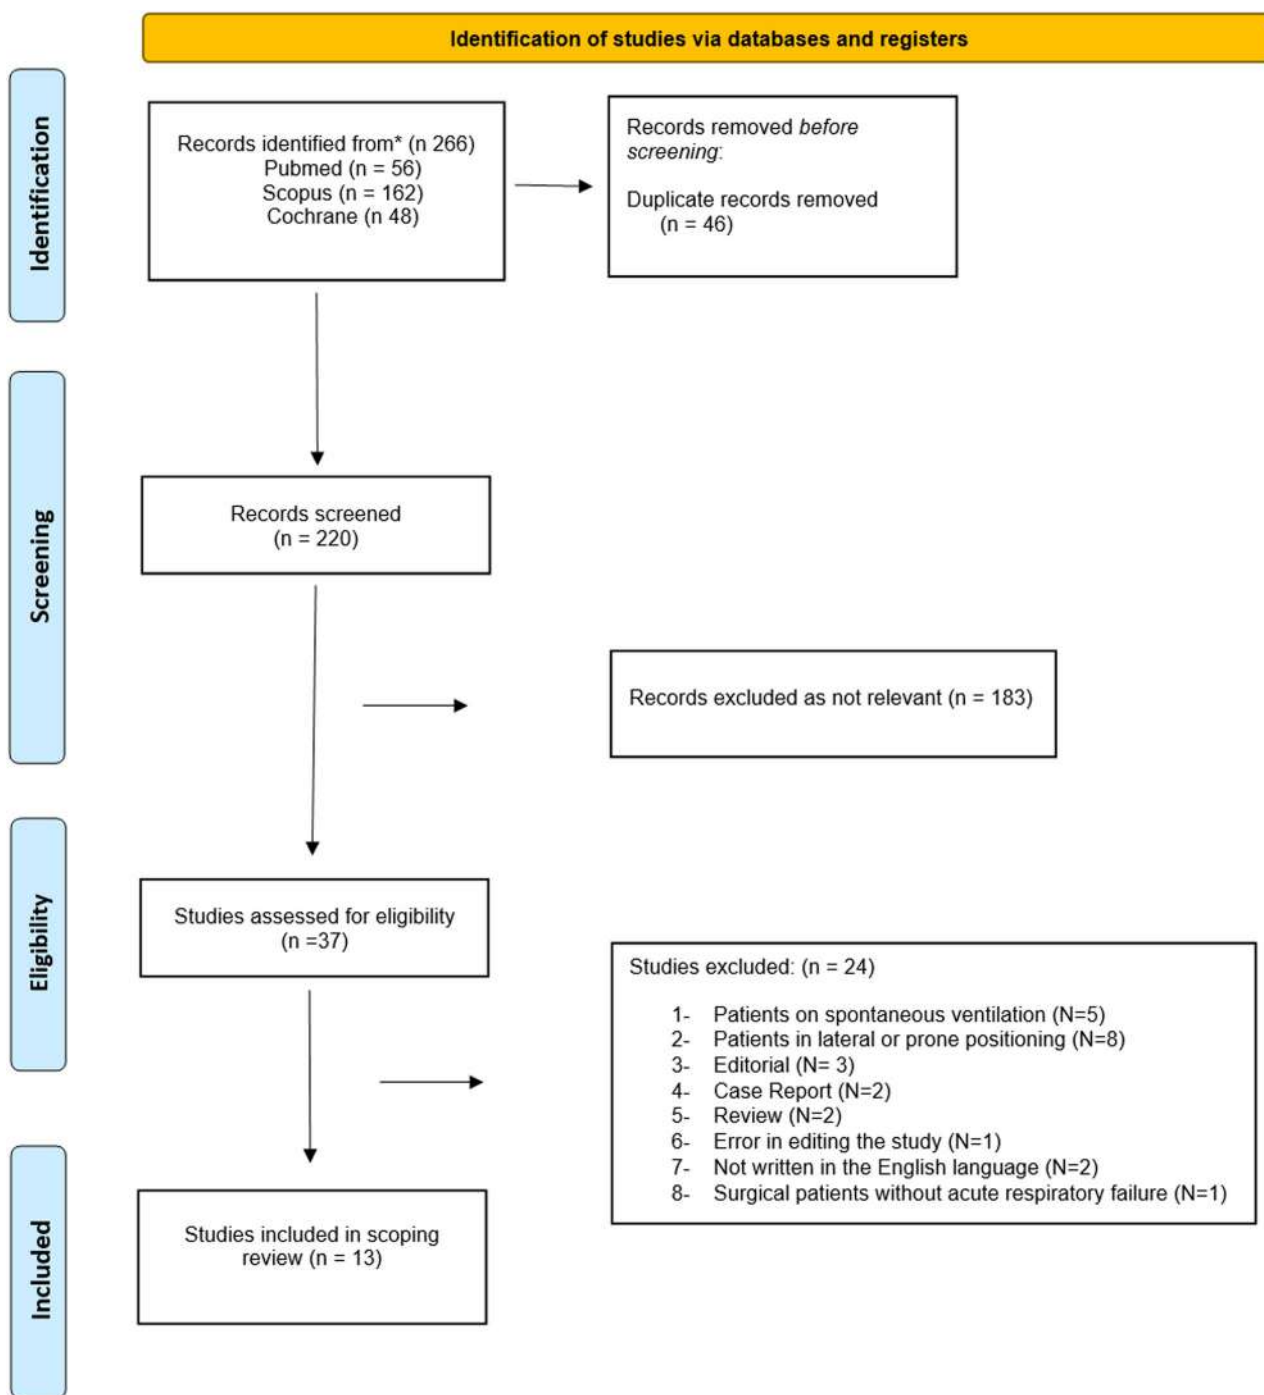 Identification of studies via databases and registers
Identification
Records identified from* (n 266)
Pubmed (n = 56)
Scopus (n = 162)
Cochrane (n 48)
Records removed before
screening:
Duplicate records removed
(n = 46)
Screening
Records screened
(n = 220)
Records excluded as not relevant (n = 183)
Eligibility
Studies assessed for eligibility
(n =37)
Studies excluded: (n = 24)
1- Patients on spontaneous ventilation (N=5)
2- Patients in lateral or prone positioning (N=8)
3- Editorial (N= 3)
4- Case Report (N=2)
5- Review (N=2)
6- Error in editing the study (N=1)
7- Not written in the English language (N=2)
8- Surgical patients without acute respiratory failure (N=1)
Included
Studies included in scoping
review (n = 13)